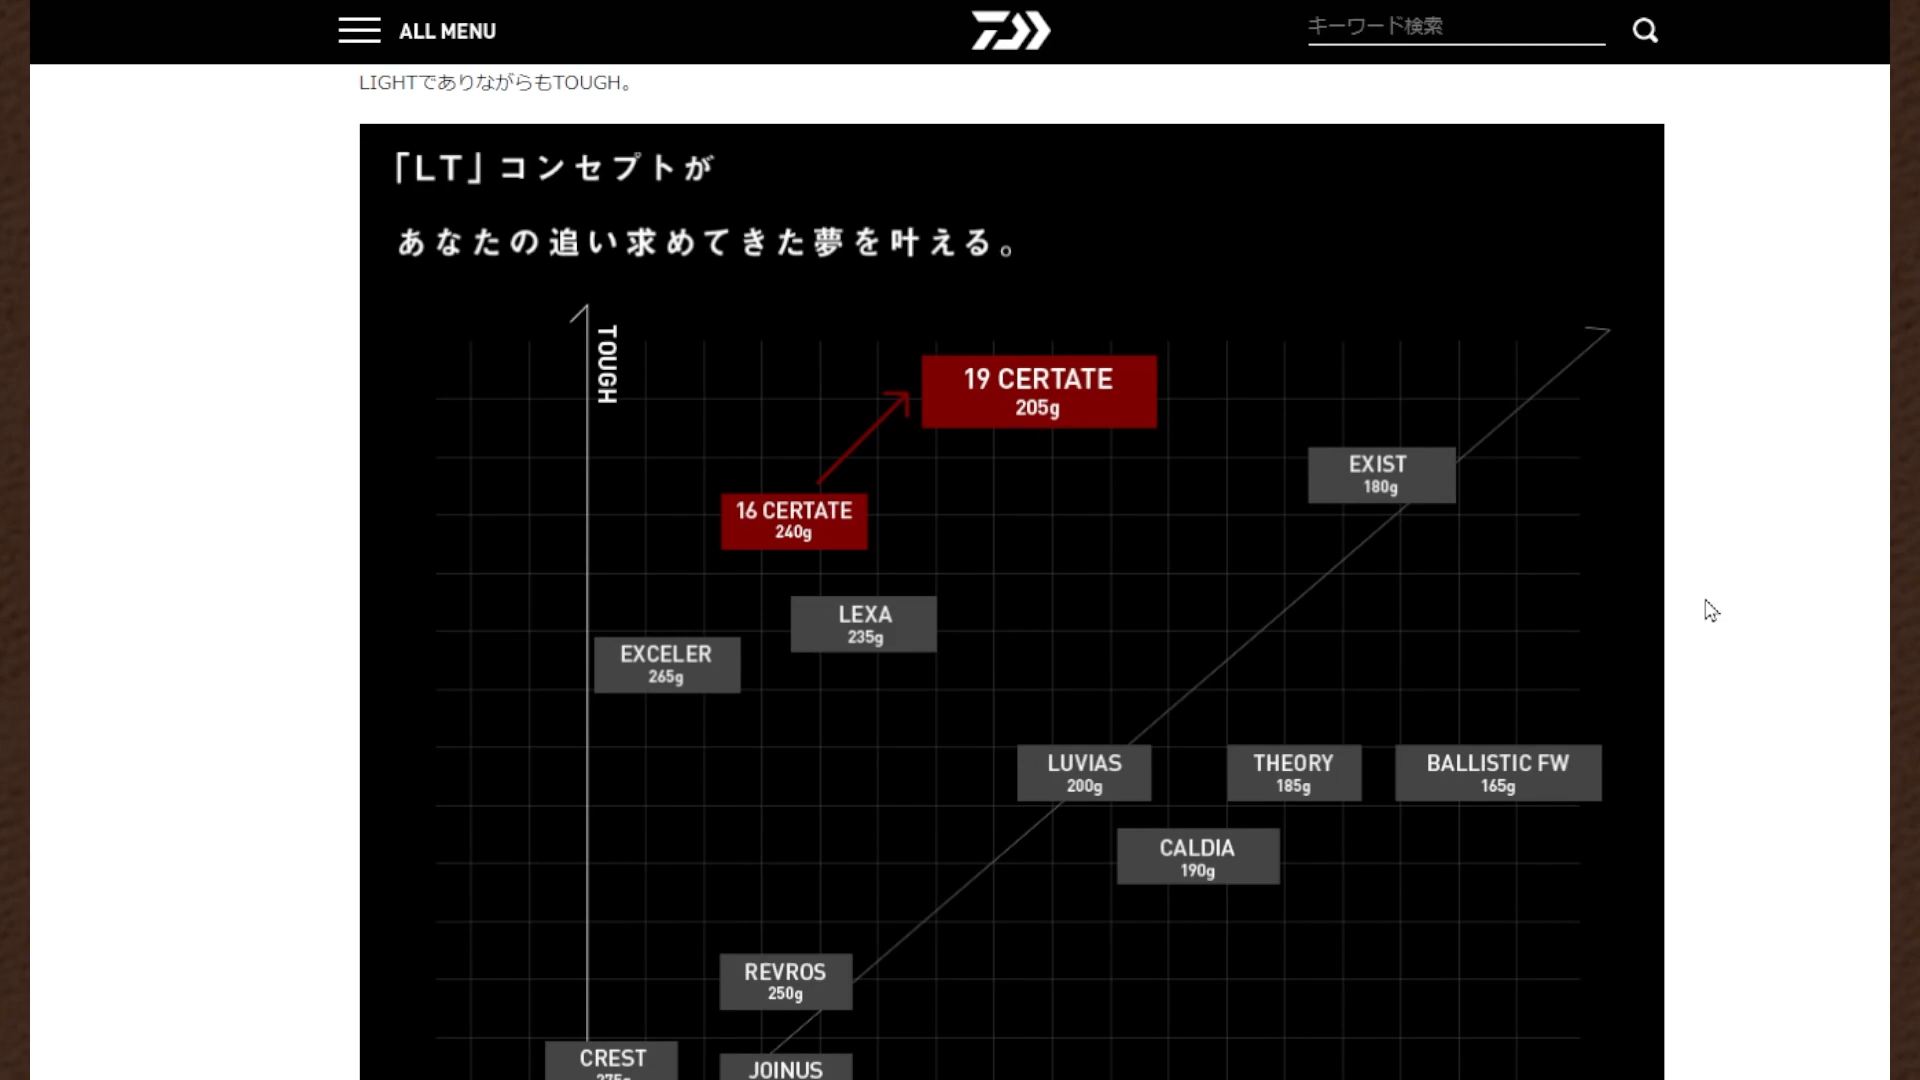 ALL MENU
キーワード検索
LIGHTでありながらもTOUGH。
「LT」コンセプトが
あなたの追い求めてきた夢を叶える。
TOUGH
19 CERTATE
205g
EXIST
180g
16 CERTATE
240g
LEXA
235g
EXCELER
265g
LUVIAS
200g
THEORY
185g
BALLISTIC FW
165g
CALDIA
190g
REVROS
250g
CREST
275g
JOINUS